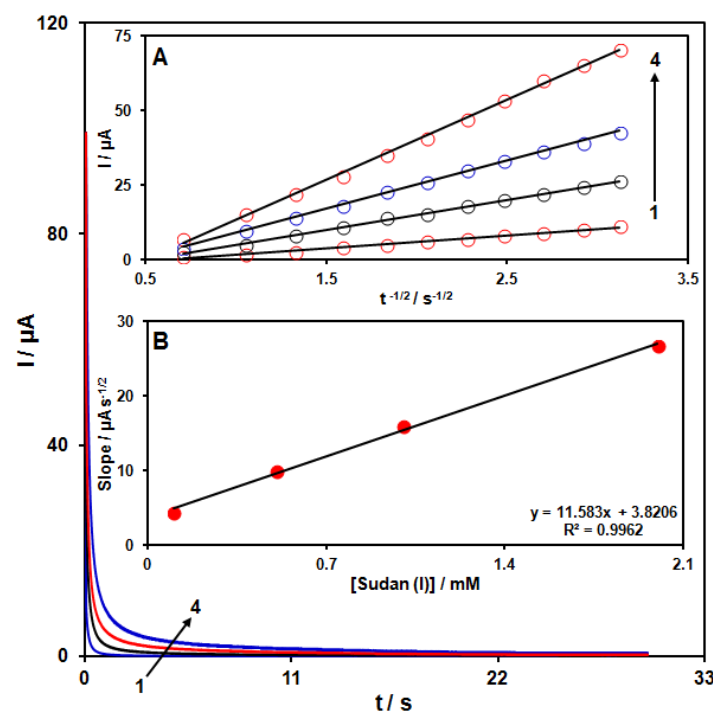 120
80
40
0
I / µA
0
11
22
33
t / s
4
1
A
75
50
25
0
I / µA
0.5
1.5
2.5
3.5
t -1/2 / s-1/2
4
1
B
30
20
10
0
Slope / µA s-1/2
0
0.7
1.4
2.1
[Sudan (I)] / mM
y = 11.583x + 3.8206
R² = 0.9962